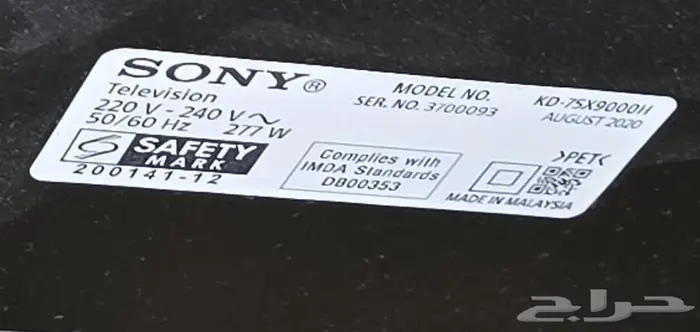 SONY®
Television
220 V - 240 V ~
50/60 Hz 277 W
SAFETY
MARK
200141-12
MODEL NO. KD-75X9000H
SER. NO. 3700093 AUGUST 2020
Complies with
IMDA Standards
DB00353
>PET<
MADE IN MALAYSIA
حراج